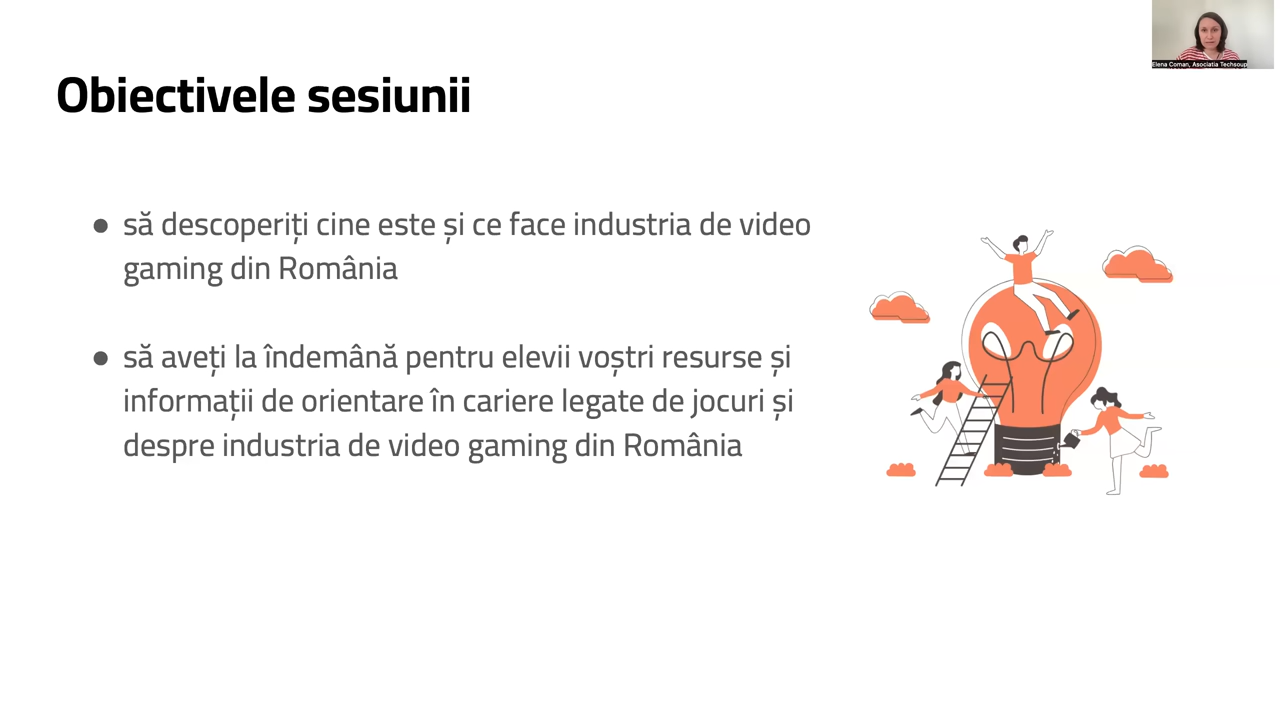 Elena Coman, Asociatia Techsoup
Obiectivele sesiunii
● să descoperiți cine este și ce face industria de video
gaming din România
● să aveți la îndemână pentru elevii voștri resurse și
informații de orientare în cariere legate de jocuri și
despre industria de video gaming din România